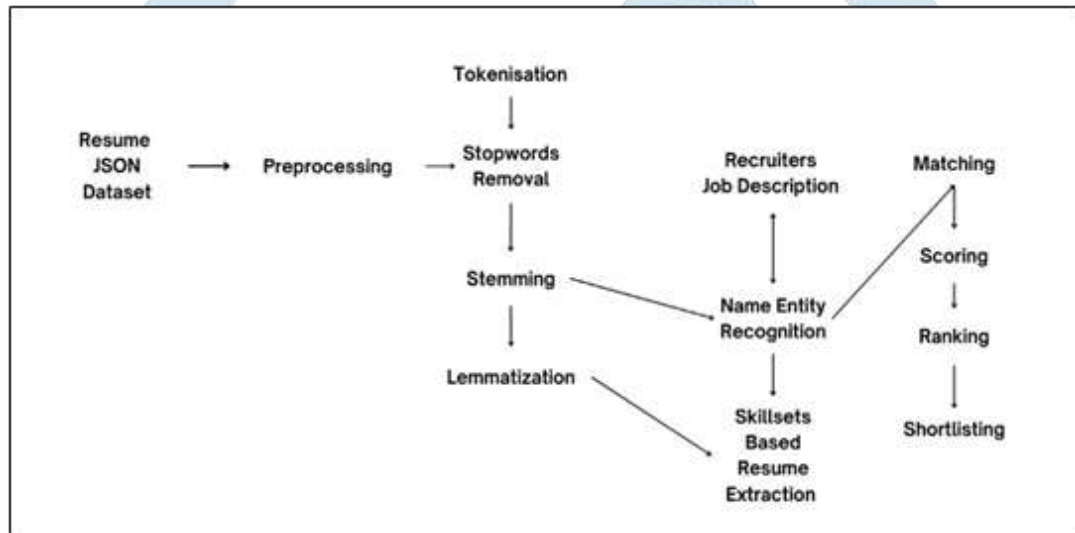 Tokenisation
Resume
JSON
Dataset
Preprocessing
Stopwords
Removal
Stemming
Lemmatization
Recruiters
Job Description
Name Entity
Recognition
Skillsets
Based
Resume
Extraction
Matching
Scoring
Ranking
Shortlisting